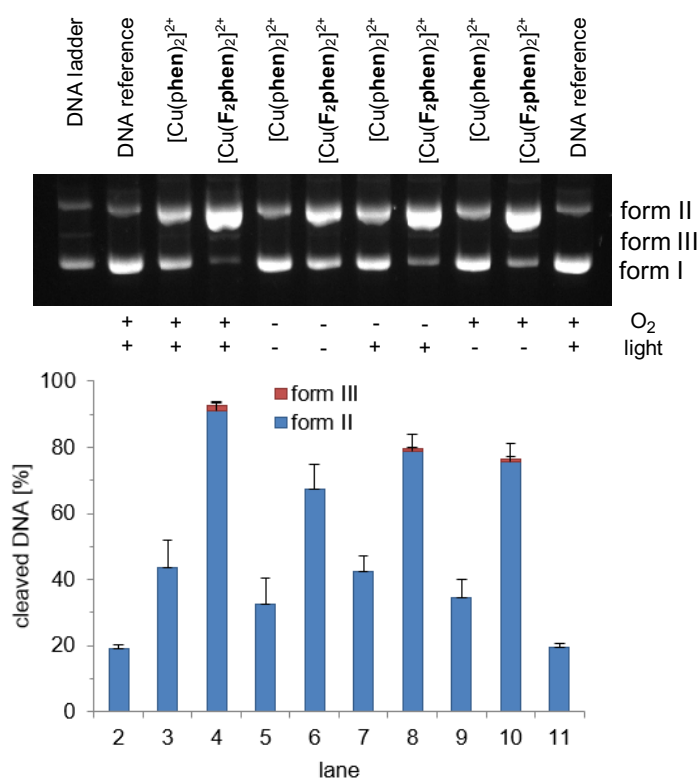 DNA ladder
DNA reference
[Cu(phen)₂]²⁺
[Cu(F₂phen)₂]²⁺
[Cu(phen)₂]²⁺
[Cu(F₂phen)₂]²⁺
[Cu(phen)₂]²⁺
[Cu(F₂phen)₂]²⁺
[Cu(phen)₂]²⁺
[Cu(F₂phen)₂]²⁺
DNA reference
form II
form III
form I
+ + + - - - - + + + O₂
+ + + - - + + - - + light
100
80
60
40
20
0
cleaved DNA [%]
form III
form II
2 3 4 5 6 7 8 9 10 11
lane